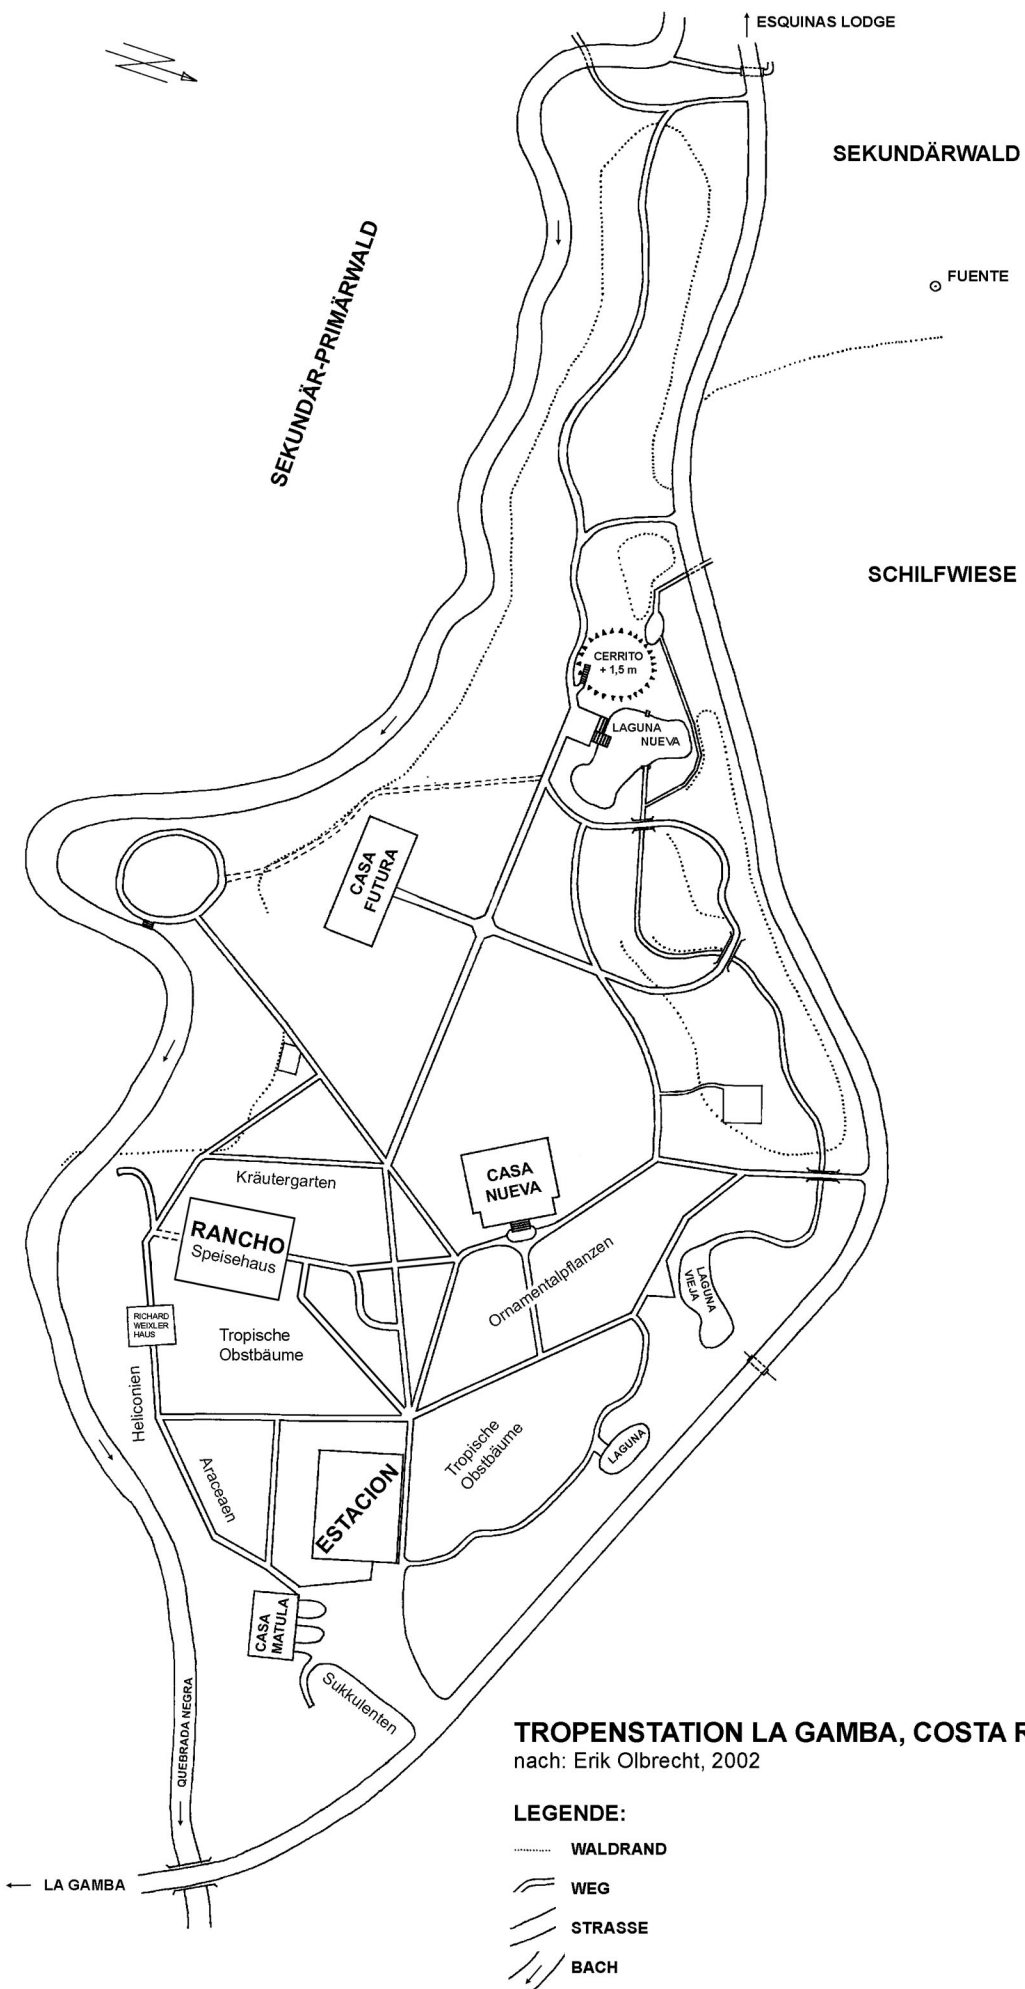 ESQUINAS LODGE
SEKUNDÄRWALD
FUENTE
SEKUNDÄR-PRIMÄRWALD
SCHILFWIESE
CERRITO
+ 1,5 m
LAGUNA
NUEVA
CASA
FUTURA
Kräutergarten
CASA
NUEVA
RANCHO
Speisehaus
Ornamentalpflanzen
LAGUNA
VIEJA
RICHARD
WEIXLER
HAUS
Tropische
Obstbäume
Heliconien
Araceaen
Tropische
Obstbäume
LAGUNA
ESTACION
CASA
MATULA
Sukkulenten
QUEBRADA NEGRA
LA GAMBA
TROPENSTATION LA GAMBA, COSTA R
nach: Erik Olbrecht, 2002
LEGENDE:
WALDRAND
WEG
STRASSE
BACH